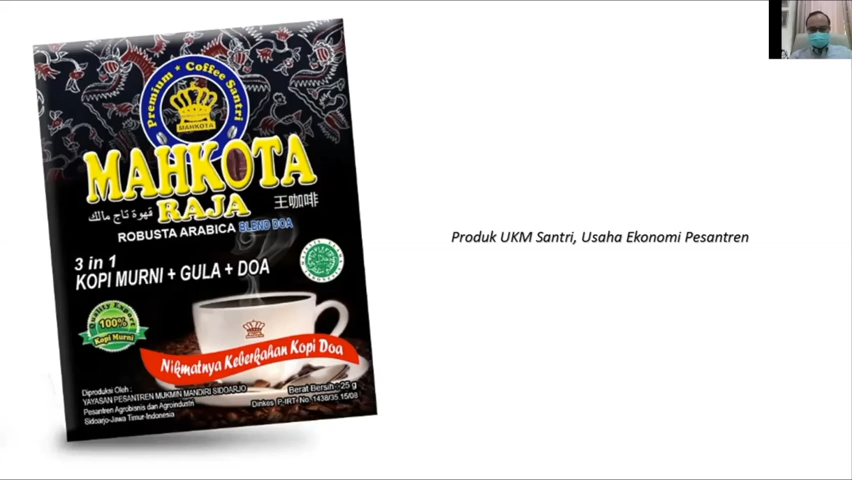 Premium * Coffee Santri
MAHKOTA
MAHKOTA
RAJA
قهوة تاج مالك
王咖啡
ROBUSTA ARABICA BLEND DOA
3 in 1
KOPI MURNI + GULA + DOA
Quality Export
100%
Kopi Murni
Nikmatnya Keberkahan Kopi Doa
Diproduksi Oleh :
YAYASAN PESANTREN MUKMIN MANDIRI SIDOARJO
Pesantren Agrobisnis dan Agroindustri
Sidoarjo-Jawa Timur-Indonesia
Berat Bersih : 25 g
Dinkes P-IRT- No. 1438/35 15/08
Produk UKM Santri, Usaha Ekonomi Pesantren